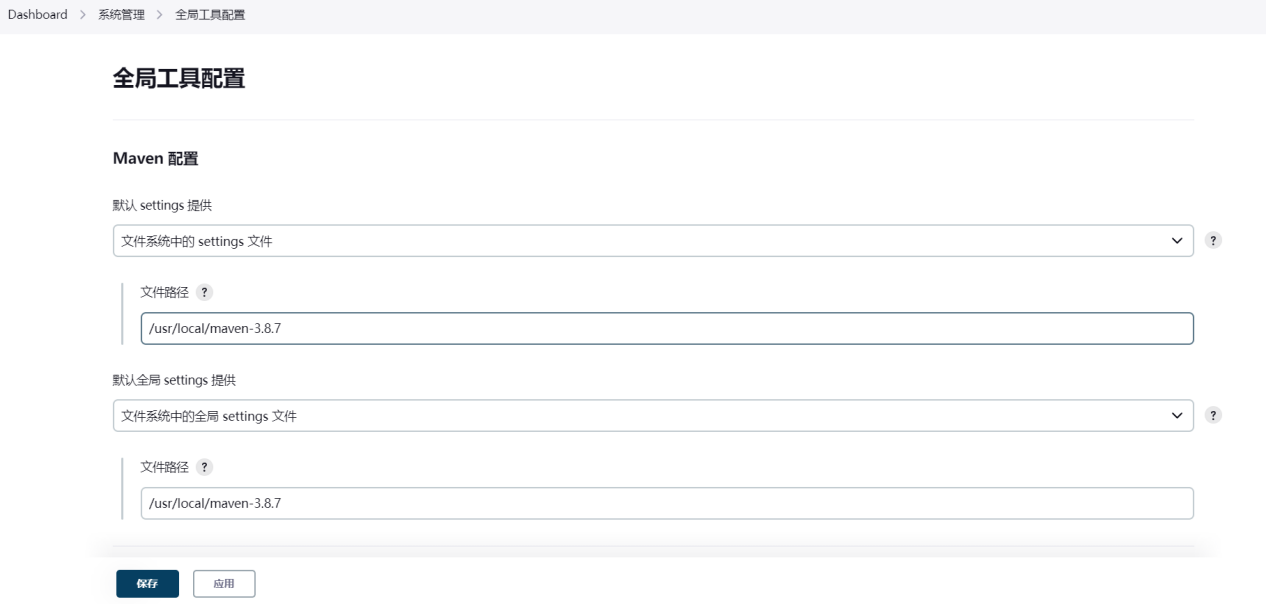 Dashboard > 系统管理 > 全局工具配置
全局工具配置
Maven 配置
默认 settings 提供
文件系统中的 settings 文件
?
文件路径 ?
/usr/local/maven-3.8.7
默认全局 settings 提供
文件系统中的全局 settings 文件
?
文件路径 ?
/usr/local/maven-3.8.7
保存 应用